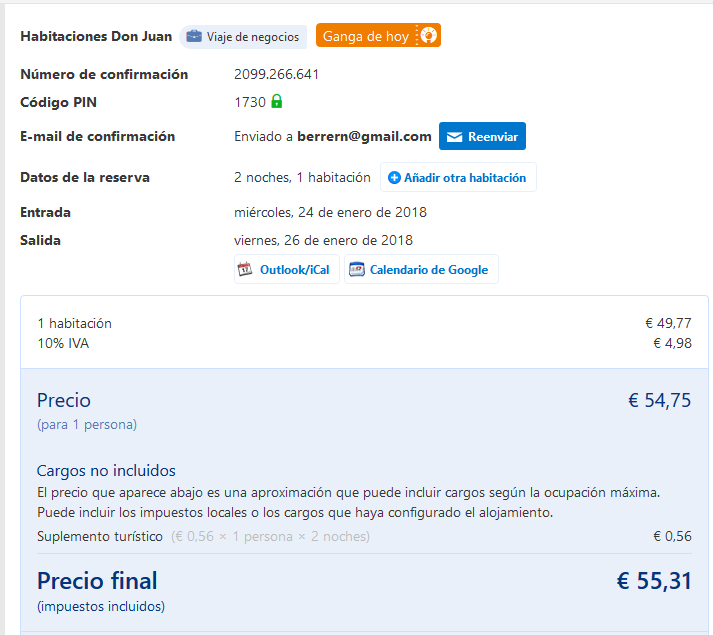 Habitaciones Don Juan Viaje de negocios Ganga de hoy
Número de confirmación 2099.266.641
Código PIN 1730
E-mail de confirmación Enviado a berrern@gmail.com Reenviar
Datos de la reserva 2 noches, 1 habitación Añadir otra habitación
Entrada miércoles, 24 de enero de 2018
Salida viernes, 26 de enero de 2018
Outlook/iCal Calendario de Google
1 habitación € 49,77
10% IVA € 4,98
Precio € 54,75
(para 1 persona)
Cargos no incluidos
El precio que aparece abajo es una aproximación que puede incluir cargos según la ocupación máxima.
Puede incluir los impuestos locales o los cargos que haya configurado el alojamiento.
Suplemento turístico (€ 0,56 × 1 persona × 2 noches) € 0,56
Precio final € 55,31
(impuestos incluidos)